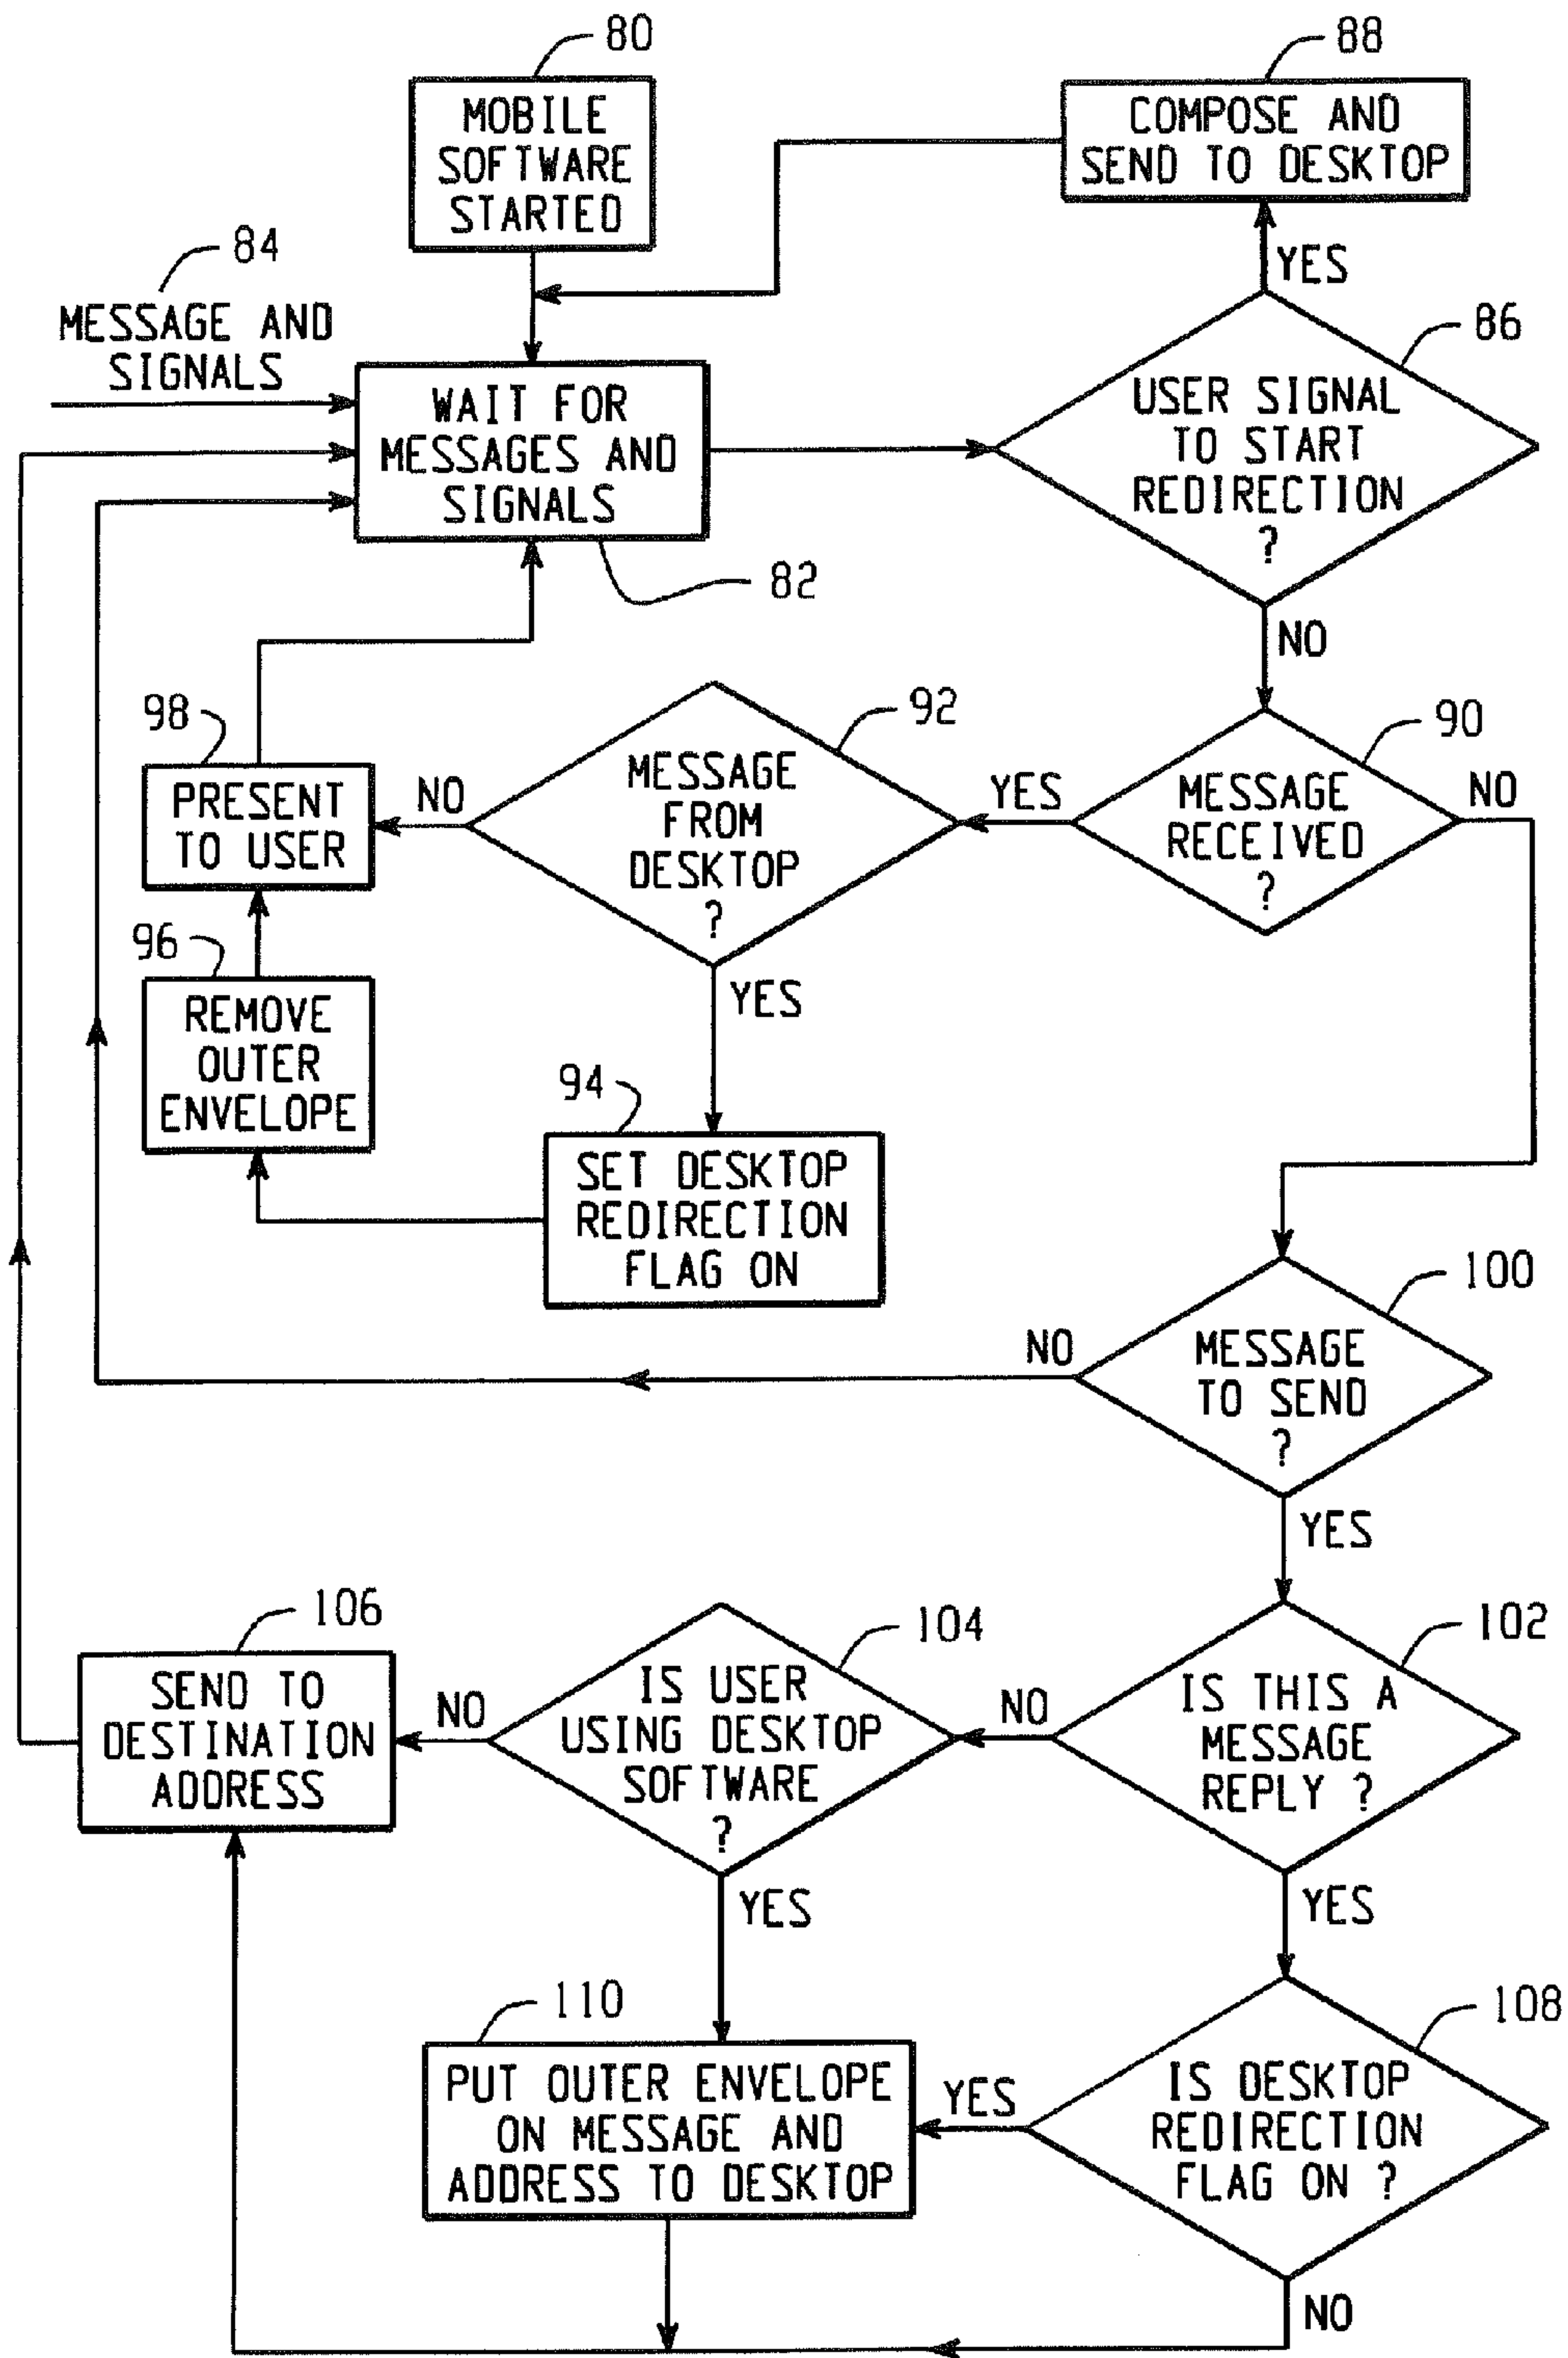 80
MOBILE
SOFTWARE
STARTED
88
COMPOSE AND
SEND TO DESKTOP
84
MESSAGE AND
SIGNALS
YES
86
WAIT FOR
MESSAGES AND
SIGNALS
82
USER SIGNAL
TO START
REDIRECTION
?
NO
98
PRESENT
TO USER
NO
92
MESSAGE
FROM
DESKTOP
?
YES
90
MESSAGE
RECEIVED
?
NO
96
REMOVE
OUTER
ENVELOPE
YES
94
SET DESKTOP
REDIRECTION
FLAG ON
100
NO
MESSAGE
TO SEND
?
YES
106
SEND TO
DESTINATION
ADDRESS
NO
104
IS USER
USING DESKTOP
SOFTWARE
?
NO
102
IS THIS A
MESSAGE
REPLY ?
YES
YES
110
PUT OUTER ENVELOPE
ON MESSAGE AND
ADDRESS TO DESKTOP
YES
108
IS DESKTOP
REDIRECTION
FLAG ON ?
NO